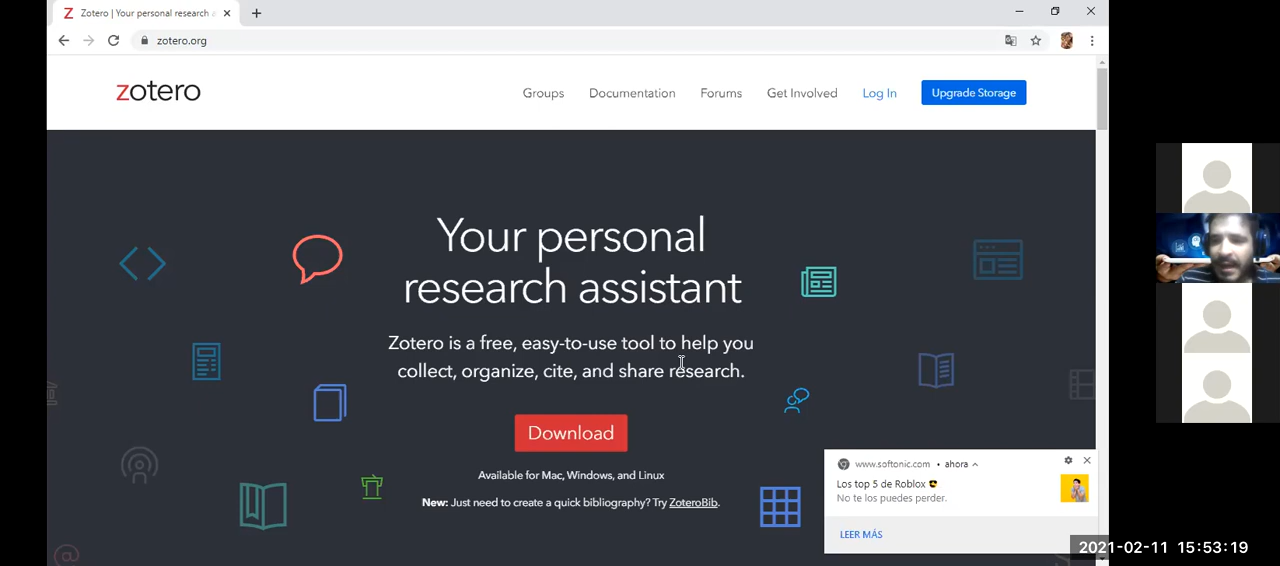 Zotero | Your personal research a
zotero.org
zotero
Groups
Documentation
Forums
Get Involved
Log In
Upgrade Storage
Your personal
research assistant
Zotero is a free, easy-to-use tool to help you
collect, organize, cite, and share research.
Download
Available for Mac, Windows, and Linux
New: Just need to create a quick bibliography? Try ZoteroBib.
www.softonic.com • ahora
Los top 5 de Roblox
No te los puedes perder.
LEER MÁS
2021-02-11 15:53:19